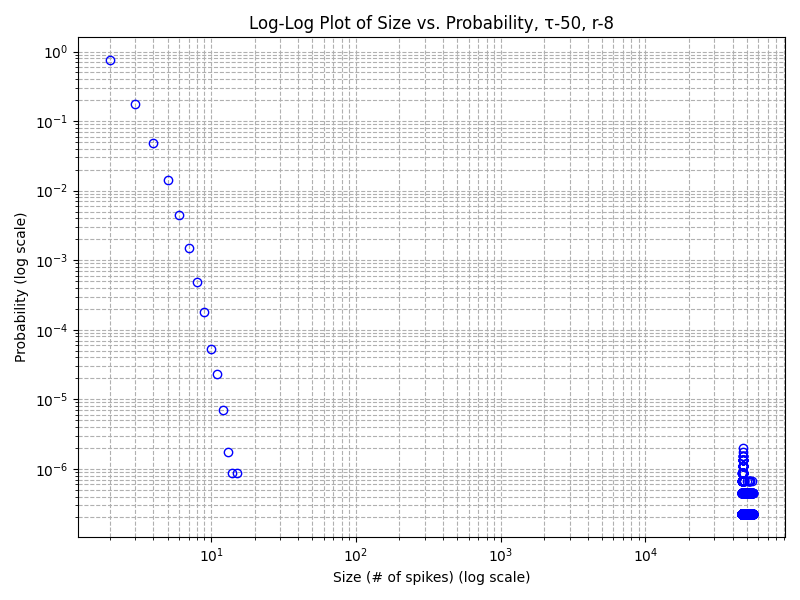 Log-Log Plot of Size vs. Probability, τ-50, r-8
10⁰
10⁻¹
10⁻²
10⁻³
10⁻⁴
10⁻⁵
10⁻⁶
Probability (log scale)
10¹ 10² 10³ 10⁴
Size (# of spikes) (log scale)